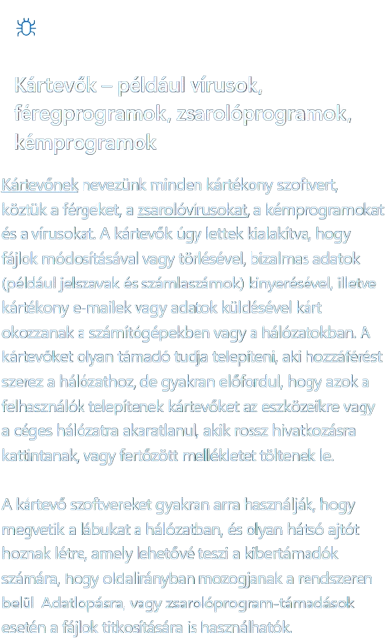 Kártevők – például vírusok,
féregprogramok, zsarolóprogramok,
kémprogramok
Kártevőnek nevezünk minden kártékony szoftvert,
köztük a férgeket, a zsarolóvírusokat, a kémprogramokat
és a vírusokat. A kártevők úgy lettek kialakítva, hogy
fájlok módosításával vagy törlésével, bizalmas adatok
(például jelszavak és számlaszámok) kinyerésével, illetve
kártékony e-mailek vagy adatok küldésével kárt
okozzanak a számítógépekben vagy a hálózatokban. A
kártevőket olyan támadó tudja telepíteni, aki hozzáférést
szerez a hálózathoz, de gyakran előfordul, hogy azok a
felhasználók telepítenek kártevőket az eszközeikre vagy
a céges hálózatra akaratlanul, akik rossz hivatkozásra
kattintanak, vagy fertőzött mellékletet töltenek le.
A kártevő szoftvereket gyakran arra használják, hogy
megvetik a lábukat a hálózatban, és olyan hátsó ajtót
hoznak létre, amely lehetővé teszi a kibertámadók
számára, hogy oldalirányban mozogjanak a rendszeren
belül. Adatlopásra, vagy zsarolóprogram-támadások
esetén a fájlok titkosítására is használhatók.